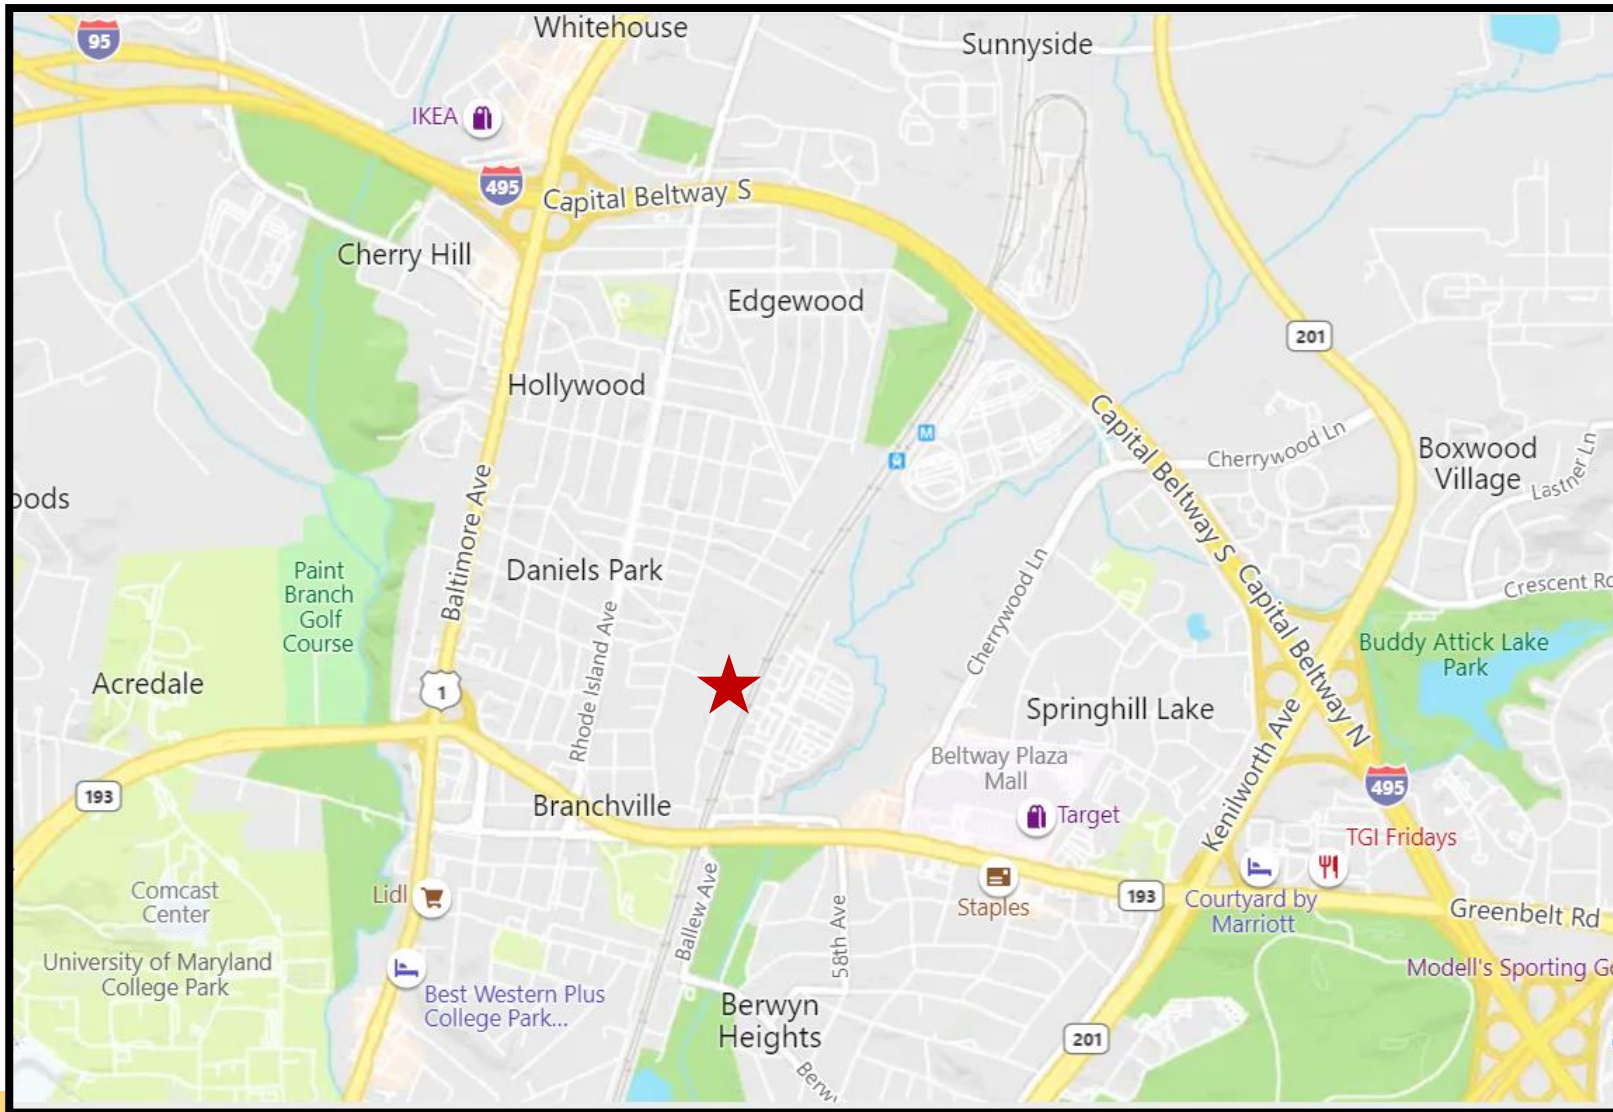 Whitehouse
95
Sunnyside
IKEA
495
Capital Beltway S
Cherry Hill
Edgewood
201
Hollywood
M
Capital Beltway S
Cherrywood Ln
Boxwood
Village
Lastner Ln
oods
Baltimore Ave
Daniels Park
Paint
Branch
Golf
Course
Cherrywood Ln
Capital Beltway N
Crescent Rd
Rhode Island Ave
Buddy Attick Lake
Park
Acredale
1
Springhill Lake
Beltway Plaza
Mall
Kenilworth Ave
193
Branchville
495
Target
TGI Fridays
Comcast
Center
Lidl
Ballew Ave
58th Ave
Staples
193
Courtyard by
Marriott
Greenbelt Rd
University of Maryland
College Park
Modell's Sporting Go
Best Western Plus
College Park...
Berwyn
Heights
201
Berwy